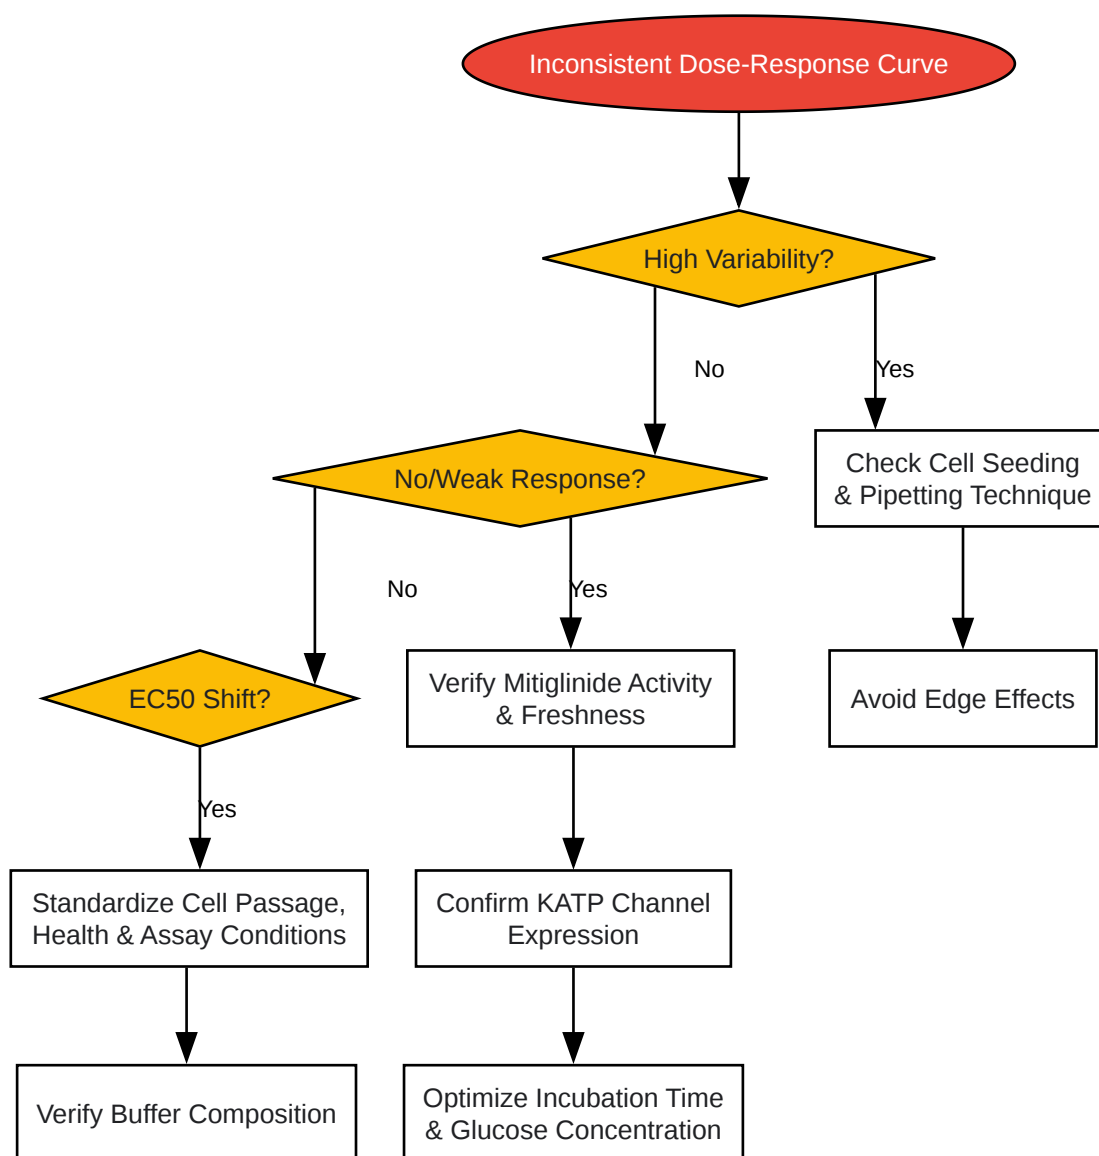 Inconsistent Dose-Response Curve
High Variability?
No
Yes
No/Weak Response?
Check Cell Seeding
& Pipetting Technique
No
Yes
EC50 Shift?
Verify Mitiglinide Activity
& Freshness
Avoid Edge Effects
Yes
Standardize Cell Passage,
Health & Assay Conditions
Confirm KATP Channel
Expression
Verify Buffer Composition
Optimize Incubation Time
& Glucose Concentration